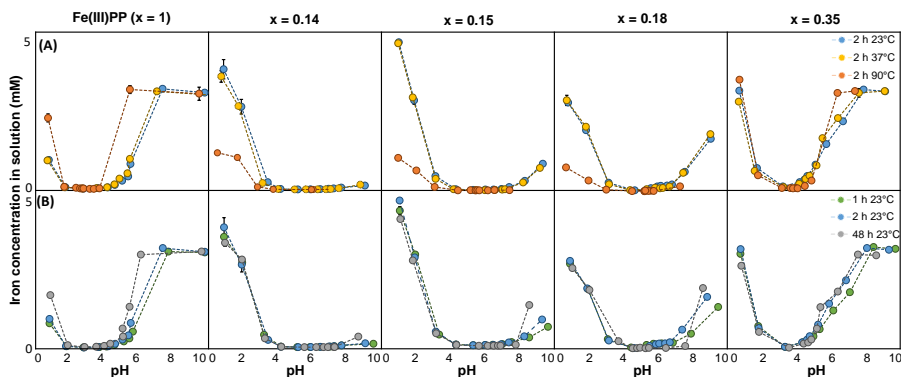 Fe(III)PP (x = 1) x = 0.14 x = 0.15 x = 0.18 x = 0.35
(A)
5
2 h 23°C
2 h 37°C
2 h 90°C
Iron concentration in solution (mM)
0
(B)
5
1 h 23°C
2 h 23°C
48 h 23°C
0
0 2 4 6 8 10 0 2 4 6 8 10 0 2 4 6 8 10 0 2 4 6 8 10 0 2 4 6 8 10
pH pH pH pH pH